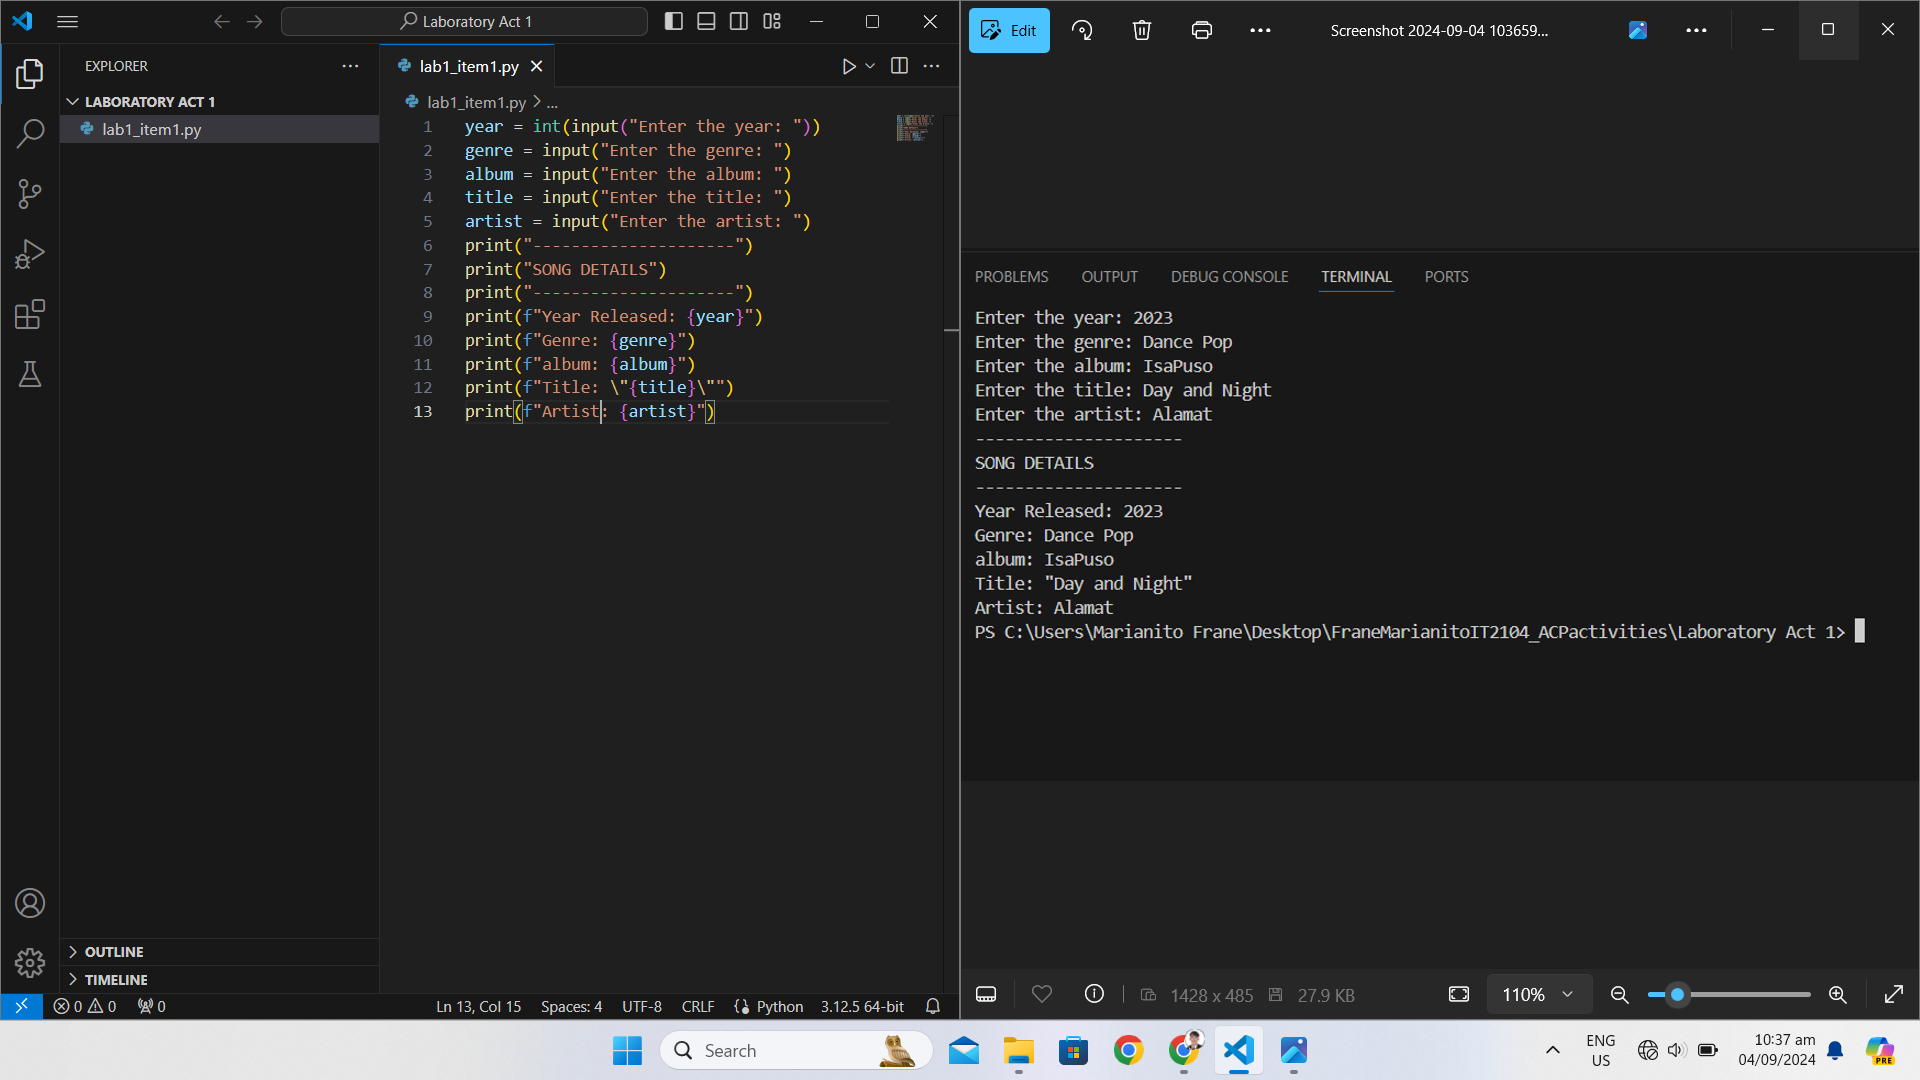 Laboratory Act 1
EXPLORER
LABORATORY ACT 1
lab1_item1.py
OUTLINE
TIMELINE
lab1_item1.py
lab1_item1.py > ...
1 year = int(input("Enter the year: "))
2 genre = input("Enter the genre: ")
3 album = input("Enter the album: ")
4 title = input("Enter the title: ")
5 artist = input("Enter the artist: ")
6 print("---------------------")
7 print("SONG DETAILS")
8 print("---------------------")
9 print(f"Year Released: {year}")
10 print(f"Genre: {genre}")
11 print(f"album: {album}")
12 print(f"Title: \"{title}\"")
13 print(f"Artist: {artist}")
0 0 0
Ln 13, Col 15 Spaces: 4 UTF-8 CRLF Python 3.12.5 64-bit
Edit Screenshot 2024-09-04 103659...
PROBLEMS OUTPUT DEBUG CONSOLE TERMINAL PORTS
Enter the year: 2023
Enter the genre: Dance Pop
Enter the album: IsaPuso
Enter the title: Day and Night
Enter the artist: Alamat
---------------------
SONG DETAILS
---------------------
Year Released: 2023
Genre: Dance Pop
album: IsaPuso
Title: "Day and Night"
Artist: Alamat
PS C:\Users\Marianito Frane\Desktop\FraneMarianitoIT2104_ACPactivities\Laboratory Act 1>
1428 x 485 27.9 KB 110%
Search
ENG
US
10:37 am
04/09/2024
PRE